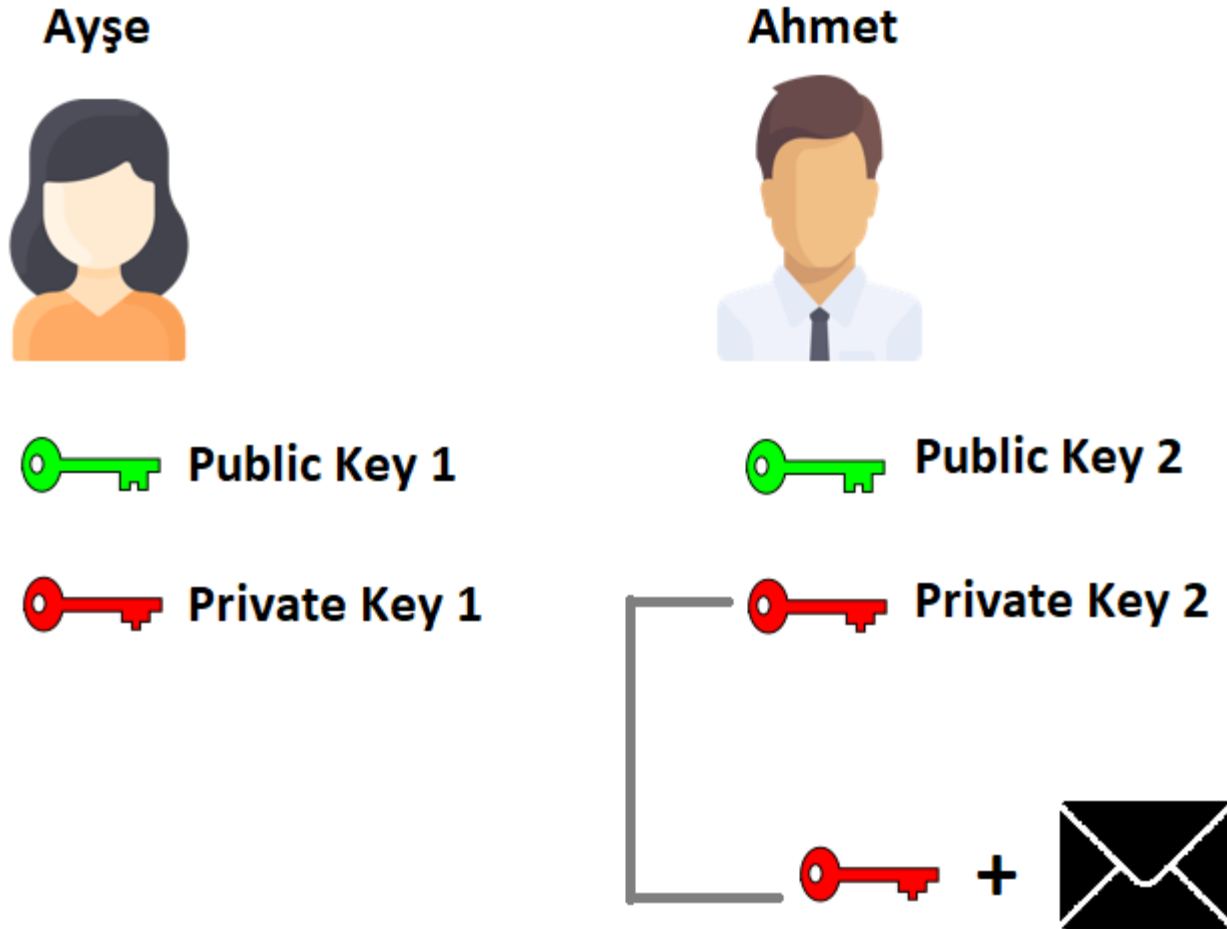 Ayşe
Ahmet
Public Key 1
Public Key 2
Private Key 1
Private Key 2
+